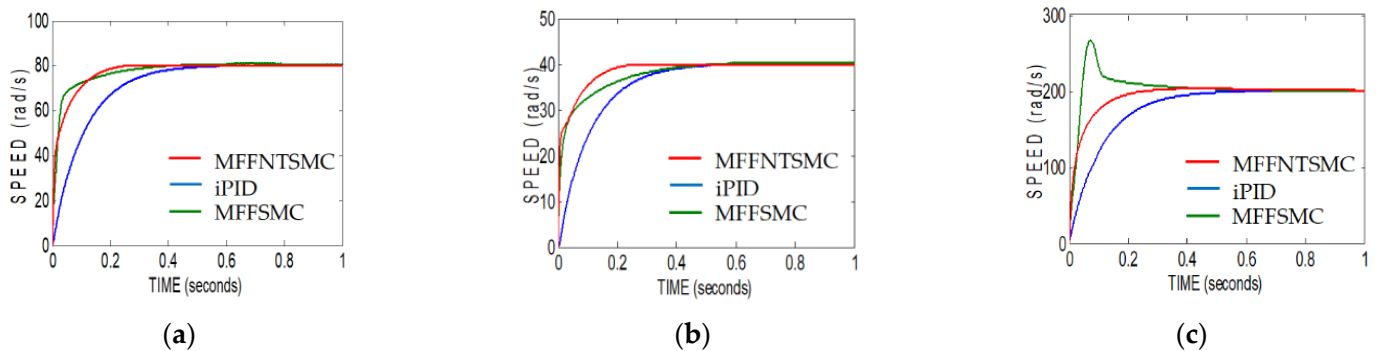 100
80
60
40
20
0
SPEED (rad/s)
MFFNTSMC
iPID
MFFSMC
0
0.2
0.4
0.6
0.8
1
TIME (seconds)
(a)
50
40
30
20
10
0
SPEED (rad/s)
MFFNTSMC
iPID
MFFSMC
0
0.2
0.4
0.6
0.8
1
TIME (seconds)
(b)
300
200
100
0
SPEED (rad/s)
MFFNTSMC
iPID
MFFSMC
0
0.2
0.4
0.6
0.8
1
TIME (seconds)
(c)